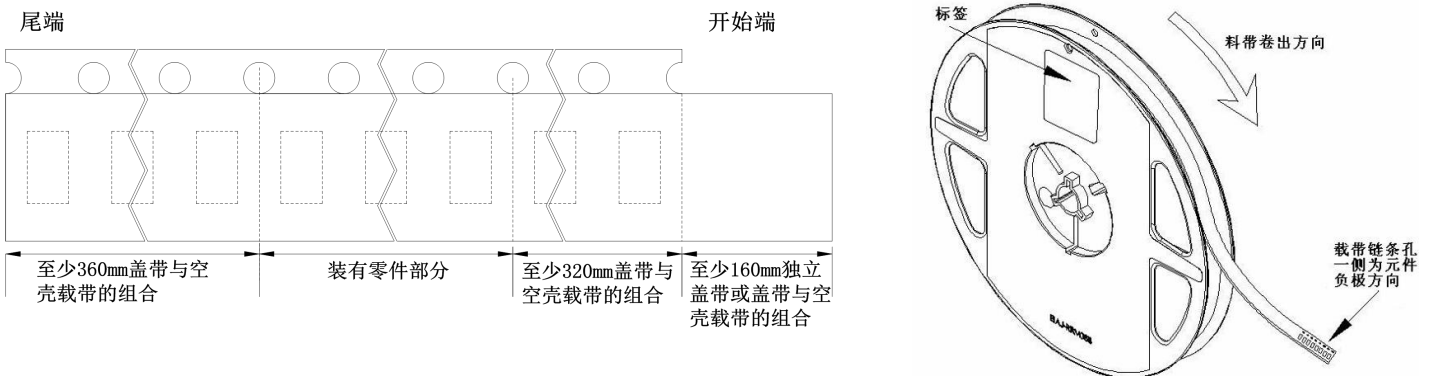 尾端
开始端
至少360mm盖带与空
壳载带的组合
装有零件部分
至少320mm盖带与
空壳载带的组合
至少160mm独立
盖带或盖带与空
壳载带的组合
标签
料带卷出方向
载带链条孔
一侧为元件
负极方向